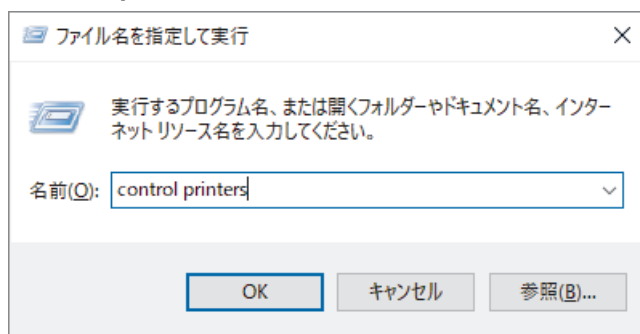 ファイル名を指定して実行
実行するプログラム名、または開くフォルダーやドキュメント名、インター
ネット リソース名を入力してください。
名前(O): control printers
OK キャンセル 参照(B)...